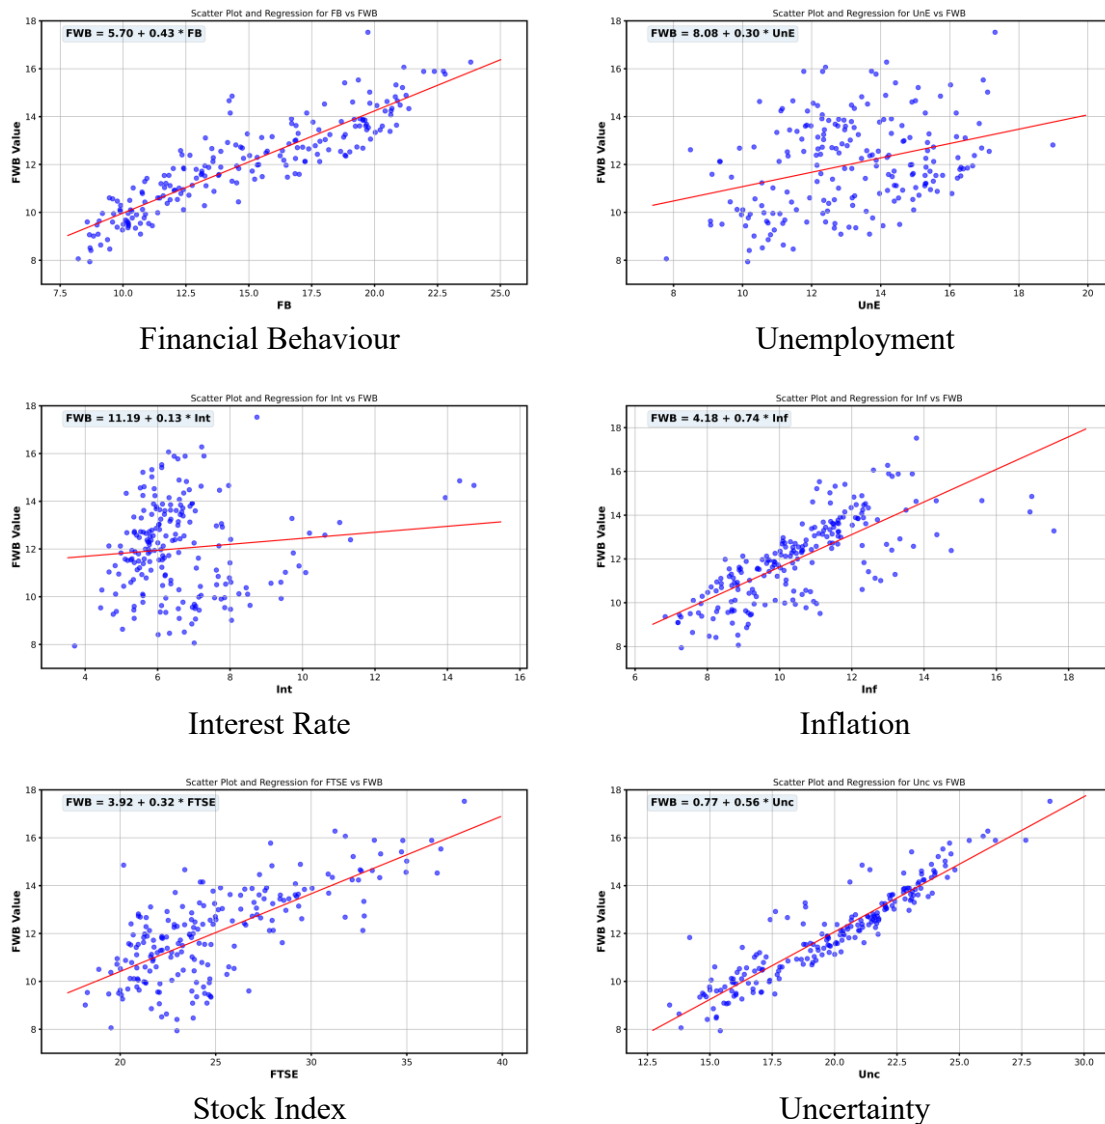 Scatter Plot and Regression for FB vs FWB
FWB = 5.70 + 0.43 * FB
FWB Value
18
16
14
12
10
8
7.5 10.0 12.5 15.0 17.5 20.0 22.5 25.0
FB
Financial Behaviour
Scatter Plot and Regression for UnE vs FWB
FWB = 8.08 + 0.30 * UnE
FWB Value
18
16
14
12
10
8
8 10 12 14 16 18 20
UnE
Unemployment
Scatter Plot and Regression for Int vs FWB
FWB = 11.19 + 0.13 * Int
FWB Value
18
16
14
12
10
8
4 6 8 10 12 14 16
Int
Interest Rate
Scatter Plot and Regression for Inf vs FWB
FWB = 4.18 + 0.74 * Inf
FWB Value
18
16
14
12
10
8
6 8 10 12 14 16 18
Inf
Inflation
Scatter Plot and Regression for FTSE vs FWB
FWB = 3.92 + 0.32 * FTSE
FWB Value
18
16
14
12
10
8
20 25 30 35 40
FTSE
Stock Index
Scatter Plot and Regression for Unc vs FWB
FWB = 0.77 + 0.56 * Unc
FWB Value
18
16
14
12
10
8
12.5 15.0 17.5 20.0 22.5 25.0 27.5 30.0
Unc
Uncertainty